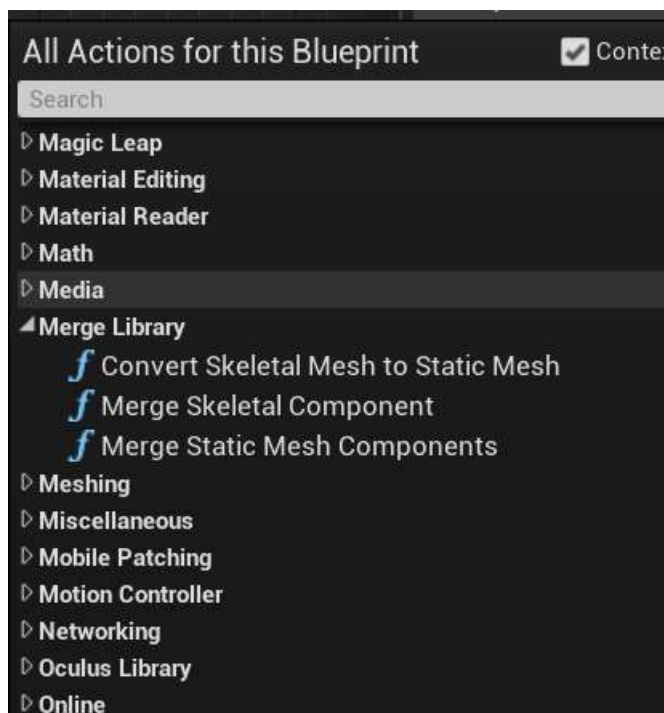 All Actions for this Blueprint Conte
Search
Magic Leap
Material Editing
Material Reader
Math
Media
Merge Library
Convert Skeletal Mesh to Static Mesh
Merge Skeletal Component
Merge Static Mesh Components
Meshing
Miscellaneous
Mobile Patching
Motion Controller
Networking
Oculus Library
Online